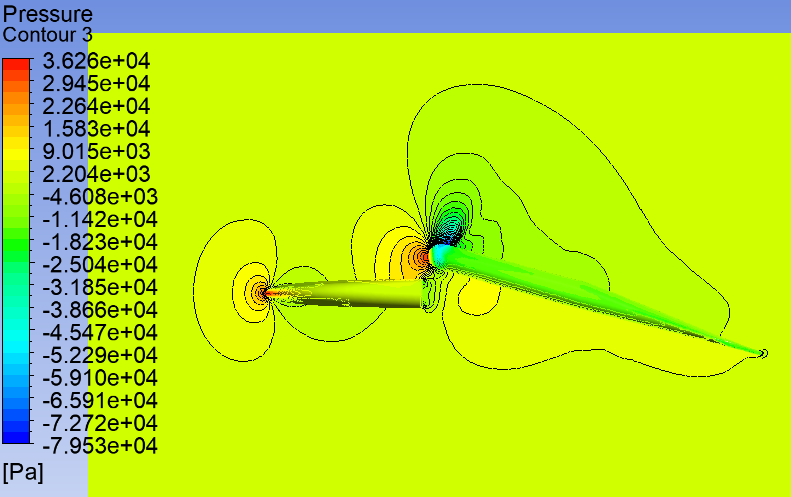 Pressure
Contour 3
3.626e+04
2.945e+04
2.264e+04
1.583e+04
9.015e+03
2.204e+03
-4.608e+03
-1.142e+04
-1.823e+04
-2.504e+04
-3.185e+04
-3.866e+04
-4.547e+04
-5.229e+04
-5.910e+04
-6.591e+04
-7.272e+04
-7.953e+04
[Pa]